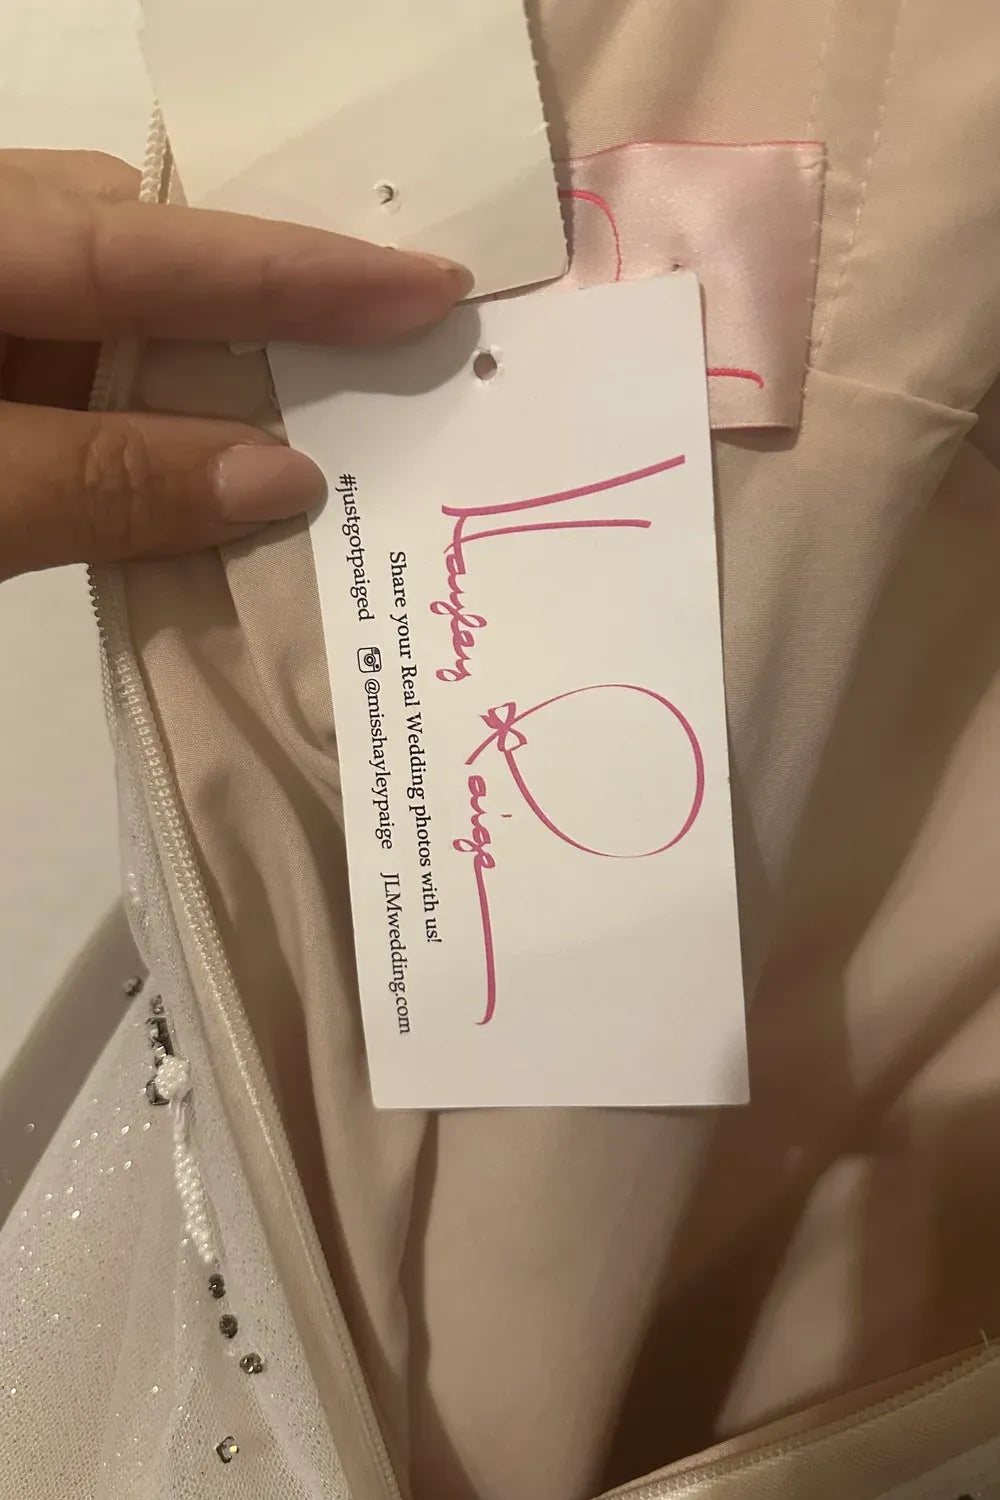 Hayley Paige
Share your Real Wedding photos with us!
#justgotpaiged @misshayleypaige JLMwedding.com